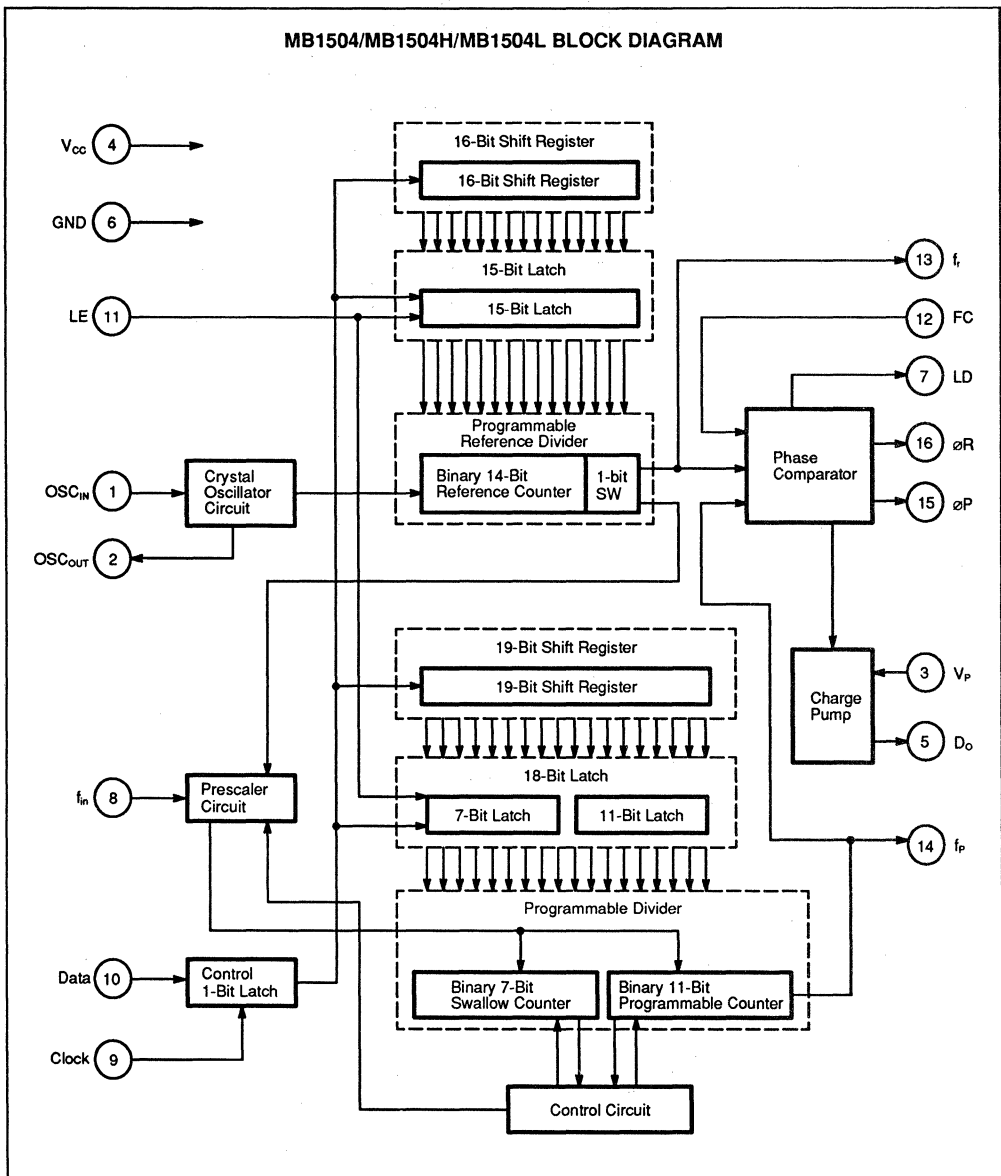 MB1504/MB1504H/MB1504L BLOCK DIAGRAM
VCC 4
GND 6
LE 11
OSCIN 1
OSCOUT 2
fin 8
Data 10
Clock 9
16-Bit Shift Register
16-Bit Shift Register
15-Bit Latch
15-Bit Latch
Programmable
Reference Divider
Binary 14-Bit
Reference Counter
1-bit
SW
Crystal
Oscillator
Circuit
19-Bit Shift Register
19-Bit Shift Register
18-Bit Latch
7-Bit Latch
11-Bit Latch
Prescaler
Circuit
Programmable Divider
Binary 7-Bit
Swallow Counter
Binary 11-Bit
Programmable Counter
Control
1-Bit Latch
Control Circuit
Phase
Comparator
Charge
Pump
13 fr
12 FC
7 LD
16 øR
15 øP
3 VP
5 DO
14 fP